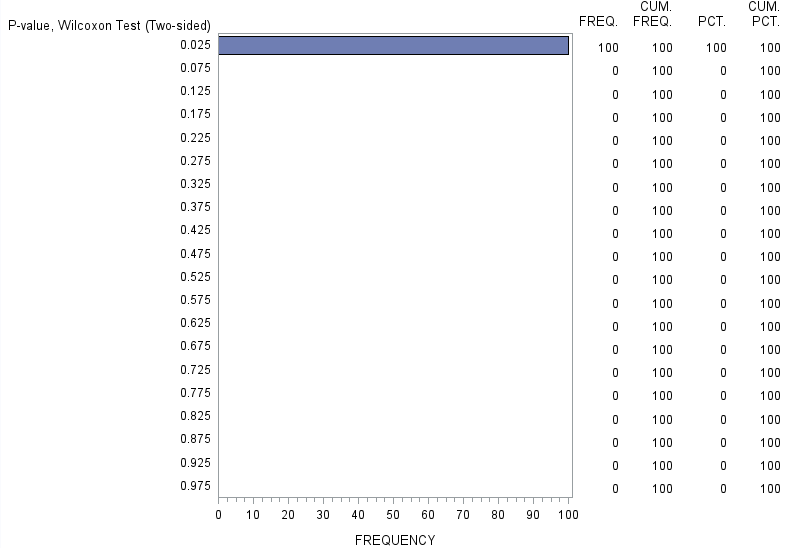 CUM. CUM.
FREQ. FREQ. PCT. PCT.
P-value, Wilcoxon Test (Two-sided)
0.025 100 100 100 100
0.075 0 100 0 100
0.125 0 100 0 100
0.175 0 100 0 100
0.225 0 100 0 100
0.275 0 100 0 100
0.325 0 100 0 100
0.375 0 100 0 100
0.425 0 100 0 100
0.475 0 100 0 100
0.525 0 100 0 100
0.575 0 100 0 100
0.625 0 100 0 100
0.675 0 100 0 100
0.725 0 100 0 100
0.775 0 100 0 100
0.825 0 100 0 100
0.875 0 100 0 100
0.925 0 100 0 100
0.975 0 100 0 100
0 10 20 30 40 50 60 70 80 90 100
FREQUENCY